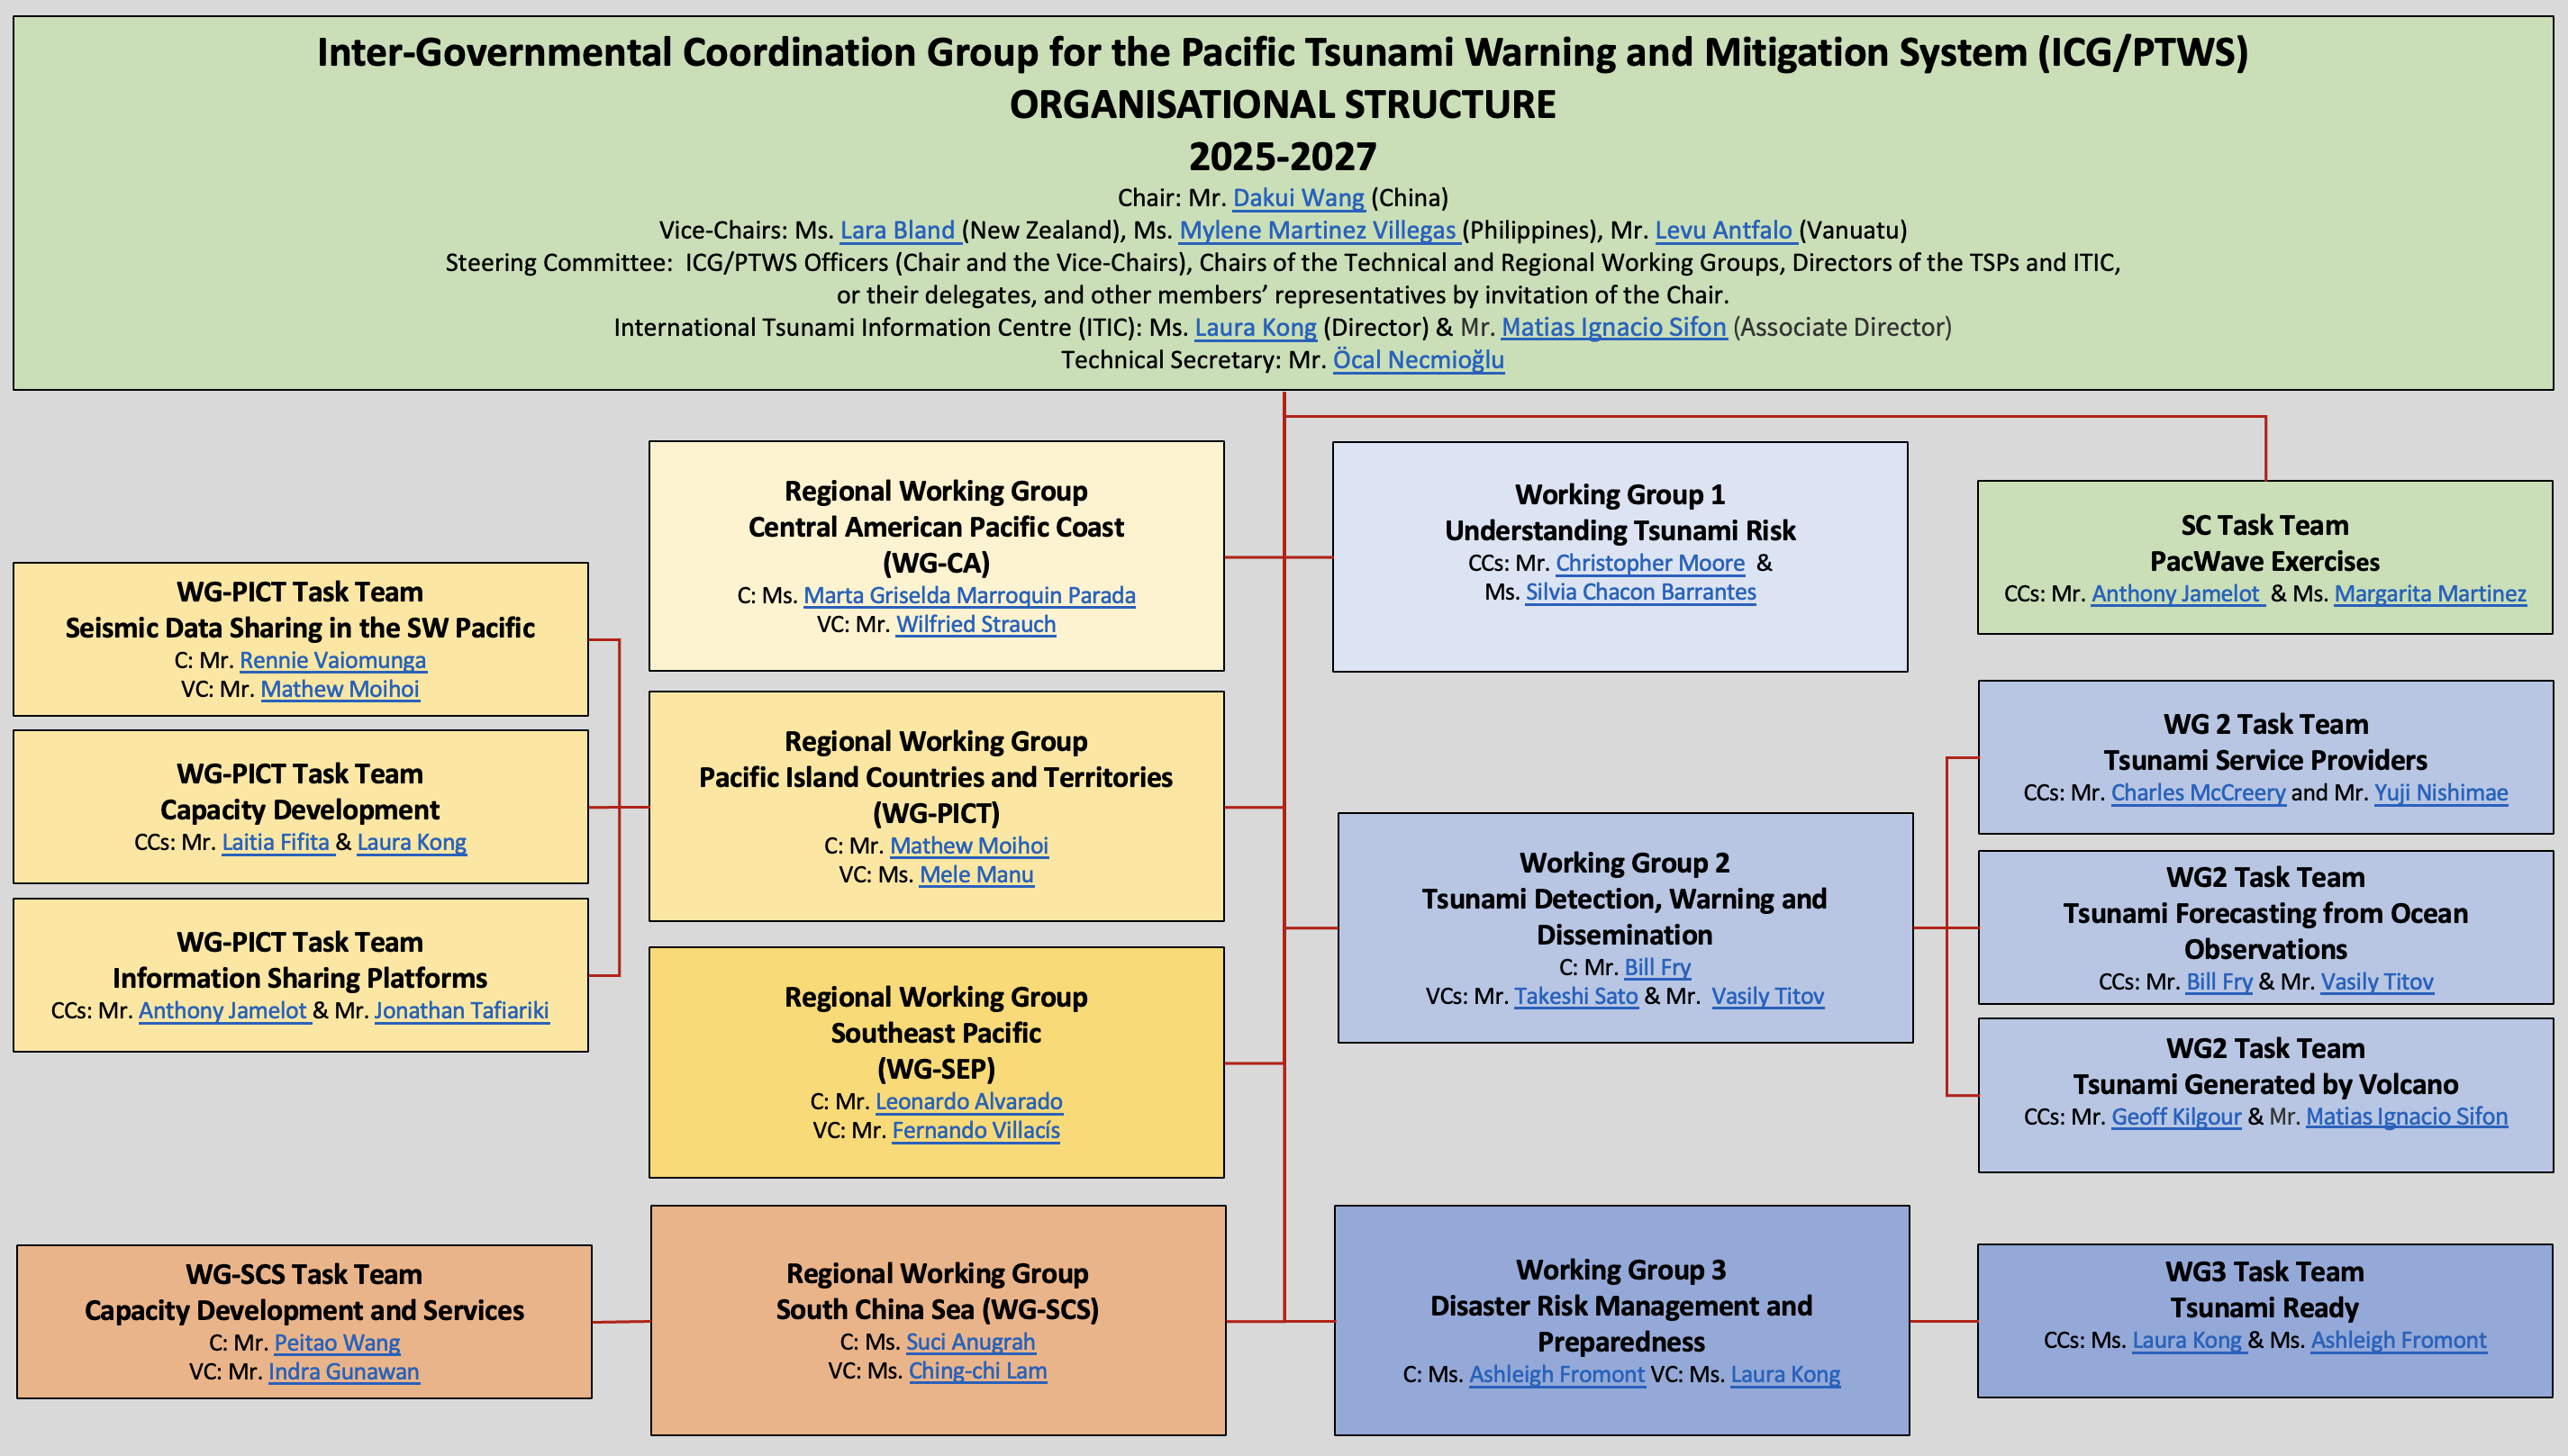 Inter-Governmental Coordination Group for the Pacific Tsunami Warning and Mitigation System (ICG/PTWS)
ORGANISATIONAL STRUCTURE
2025-2027
Chair: Mr. Dakui Wang (China)
Vice-Chairs: Ms. Lara Bland (New Zealand), Ms. Mylene Martinez Villegas (Philippines), Mr. Levu Antfalo (Vanuatu)
Steering Committee: ICG/PTWS Officers (Chair and the Vice-Chairs), Chairs of the Technical and Regional Working Groups, Directors of the TSPs and ITIC,
or their delegates, and other members’ representatives by invitation of the Chair.
International Tsunami Information Centre (ITIC): Ms. Laura Kong (Director) & Mr. Matias Ignacio Sifon (Associate Director)
Technical Secretary: Mr. Öcal Necmioğlu
WG-PICT Task Team
Seismic Data Sharing in the SW Pacific
C: Mr. Rennie Vaiomunga
VC: Mr. Mathew Moihoi
WG-PICT Task Team
Capacity Development
CCs: Mr. Laitia Fifita & Laura Kong
WG-PICT Task Team
Information Sharing Platforms
CCs: Mr. Anthony Jamelot & Mr. Jonathan Tafiariki
WG-SCS Task Team
Capacity Development and Services
C: Mr. Peitao Wang
VC: Mr. Indra Gunawan
Regional Working Group
Central American Pacific Coast
(WG-CA)
C: Ms. Marta Griselda Marroquin Parada
VC: Mr. Wilfried Strauch
Regional Working Group
Pacific Island Countries and Territories
(WG-PICT)
C: Mr. Mathew Moihoi
VC: Ms. Mele Manu
Regional Working Group
Southeast Pacific
(WG-SEP)
C: Mr. Leonardo Alvarado
VC: Mr. Fernando Villacís
Regional Working Group
South China Sea (WG-SCS)
C: Ms. Suci Anugrah
VC: Ms. Ching-chi Lam
Working Group 1
Understanding Tsunami Risk
CCs: Mr. Christopher Moore &
Ms. Silvia Chacon Barrantes
Working Group 2
Tsunami Detection, Warning and
Dissemination
C: Mr. Bill Fry
VCs: Mr. Takeshi Sato & Mr. Vasily Titov
Working Group 3
Disaster Risk Management and
Preparedness
C: Ms. Ashleigh Fromont VC: Ms. Laura Kong
SC Task Team
PacWave Exercises
CCs: Mr. Anthony Jamelot & Ms. Margarita Martinez
WG 2 Task Team
Tsunami Service Providers
CCs: Mr. Charles McCreery and Mr. Yuji Nishimae
WG2 Task Team
Tsunami Forecasting from Ocean
Observations
CCs: Mr. Bill Fry & Mr. Vasily Titov
WG2 Task Team
Tsunami Generated by Volcano
CCs: Mr. Geoff Kilgour & Mr. Matias Ignacio Sifon
WG3 Task Team
Tsunami Ready
CCs: Ms. Laura Kong & Ms. Ashleigh Fromont